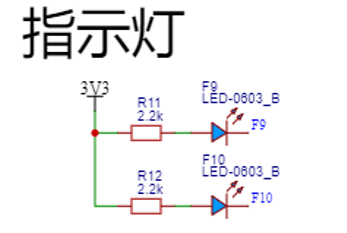 指示灯
3V3
R11
2.2k
F9
LED-0603_B
F9
R12
2.2k
F10
LED-0603_B
F10